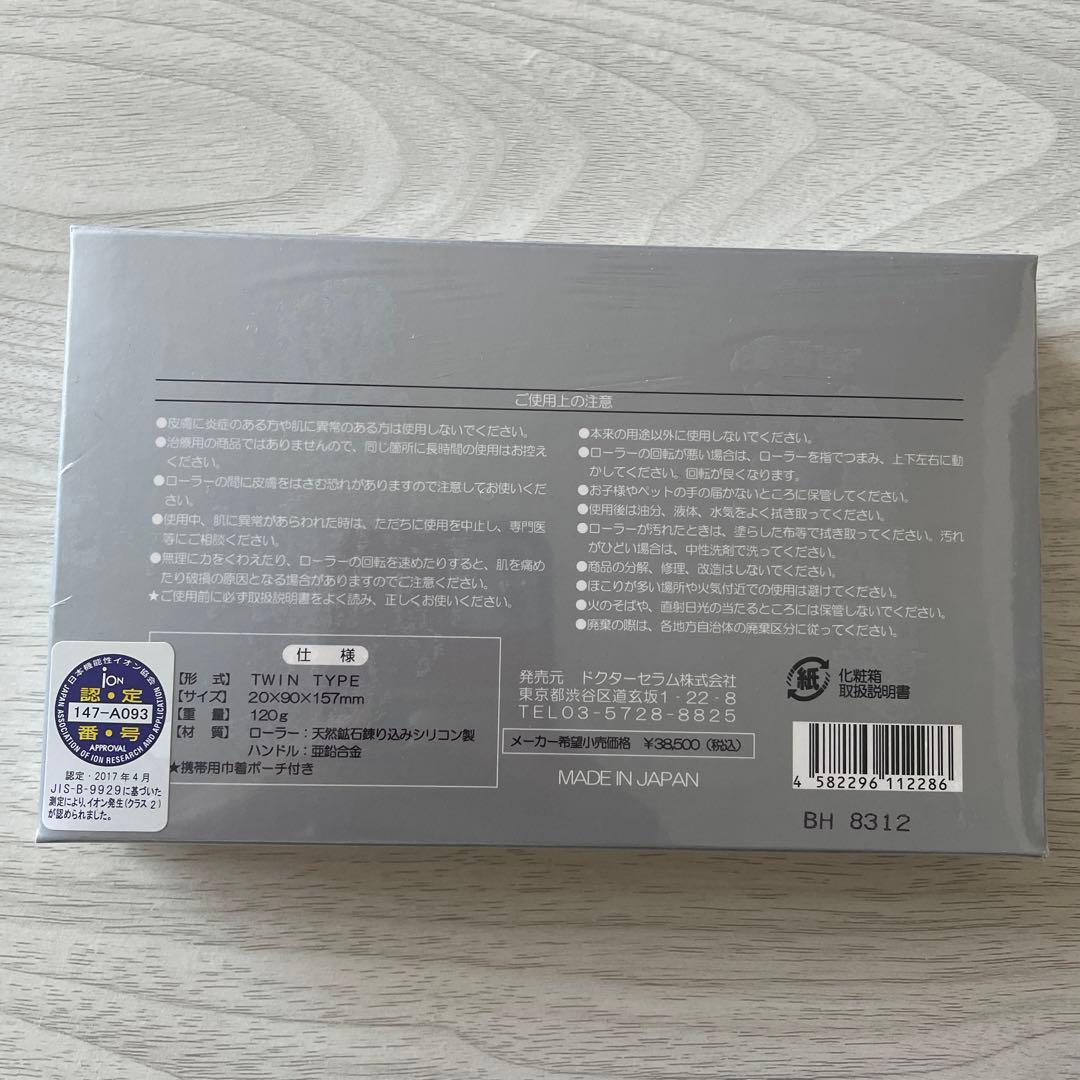 ご使用上の注意
●皮膚に炎症のある方や肌に異常のある方は使用しないでください。
●治療用の商品ではありませんので、同じ箇所に長時間の使用はお控え
ください。
●ローラーの間に皮膚をはさむ恐れがありますので注意してお使いくだ
さい。
●使用中、肌に異常があらわれた時は、ただちに使用を中止し、専門医
等にご相談ください。
●無理に力をくわえたり、ローラーの回転を速めたりすると、肌を痛め
たり破損の原因となる場合がありますのでご注意ください。
★ご使用前に必ず取扱説明書をよく読み、正しくお使いください。
●本来の用途以外に使用しないでください。
●ローラーの回転が悪い場合は、ローラーを指でつまみ、上下左右に動
かしてください。回転が良くなります。
●お子様やペットの手の届かないところに保管してください。
●使用後は油分、液体、水気をよく拭き取ってください。
●ローラーが汚れたときは、塗らした布等で拭き取ってください。汚れ
がひどい場合は、中性洗剤で洗ってください。
●商品の分解、修理、改造はしないでください。
●ほこりが多い場所や火気付近での使用は避けてください。
●火のそばや、直射日光の当たるところには保管しないでください。
●廃棄の際は、各地方自治体の廃棄区分に従ってください。
仕 様
【形 式】 TWIN TYPE
【サイズ】 20×90×157mm
【重 量】 120g
【材 質】 ローラー：天然鉱石錬り込みシリコン製
ハンドル：亜鉛合金
★携帯用巾着ポーチ付き
日本機能性イオン協会
ion
認・定
147-A093
番・号
APPROVAL
JAPAN ASSOCIATION OF ION RESEARCH AND APPLICATION
認定・2017年4月
JIS-B-9929に基づいた
測定により、イオン発生(クラス2)
が認められました。
発売元 ドクターセラム株式会社
東京都渋谷区道玄坂1-22-8
TEL03-5728-8825
メーカー希望小売価格 ¥38,500（税込）
MADE IN JAPAN
紙
化粧箱
取扱説明書
4 582296 112286
BH 8312